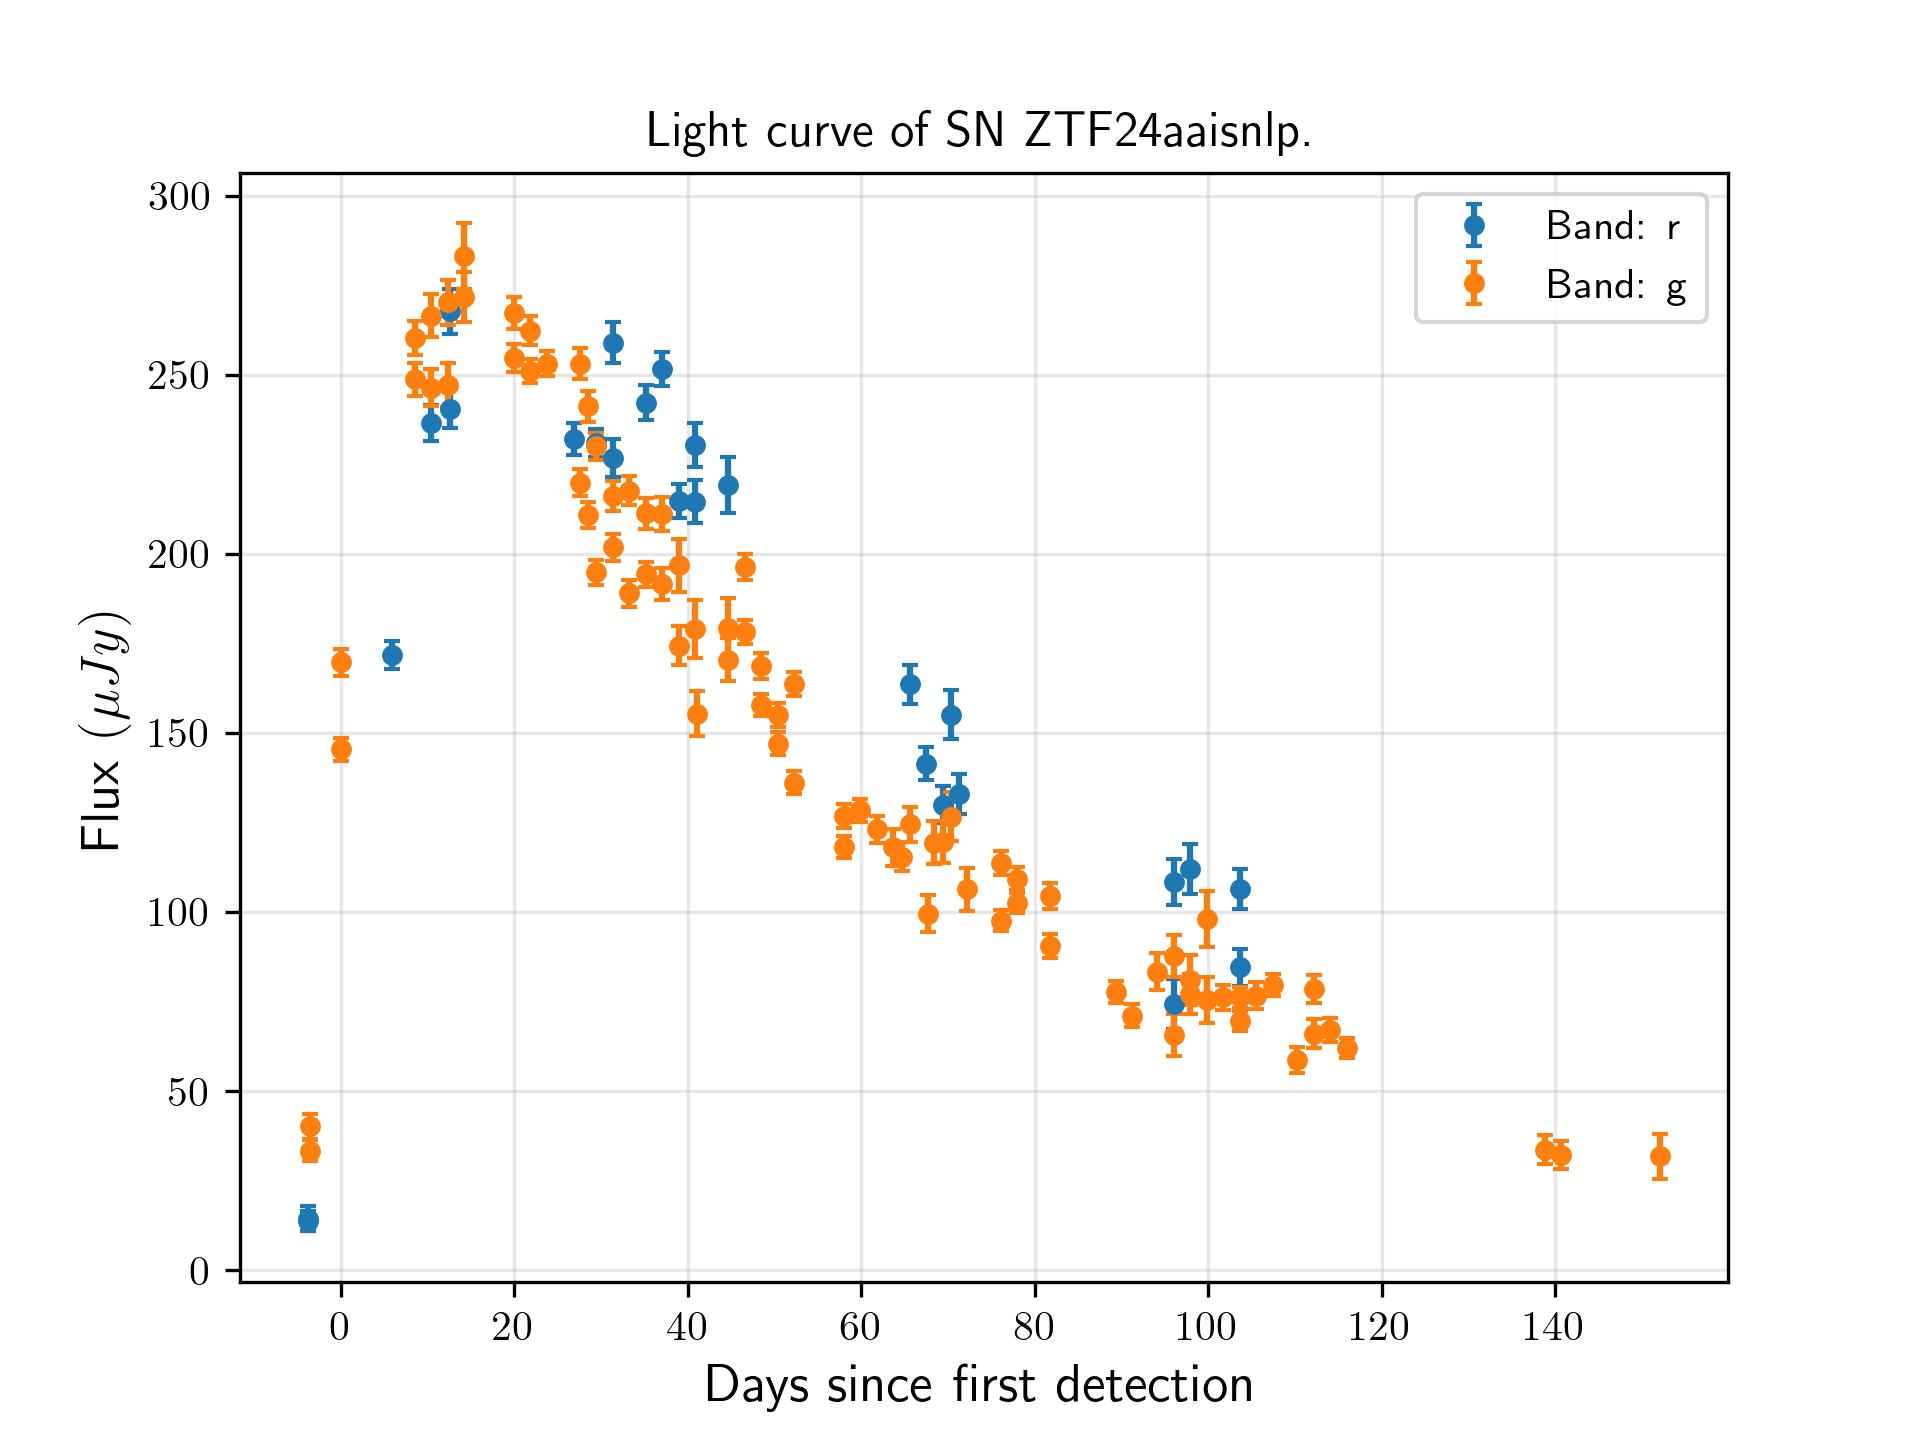 Light curve of SN ZTF24aaisnlp.
300
250
200
150
100
50
0
Flux (μJy)
Band: r
Band: g
0 20 40 60 80 100 120 140
Days since first detection